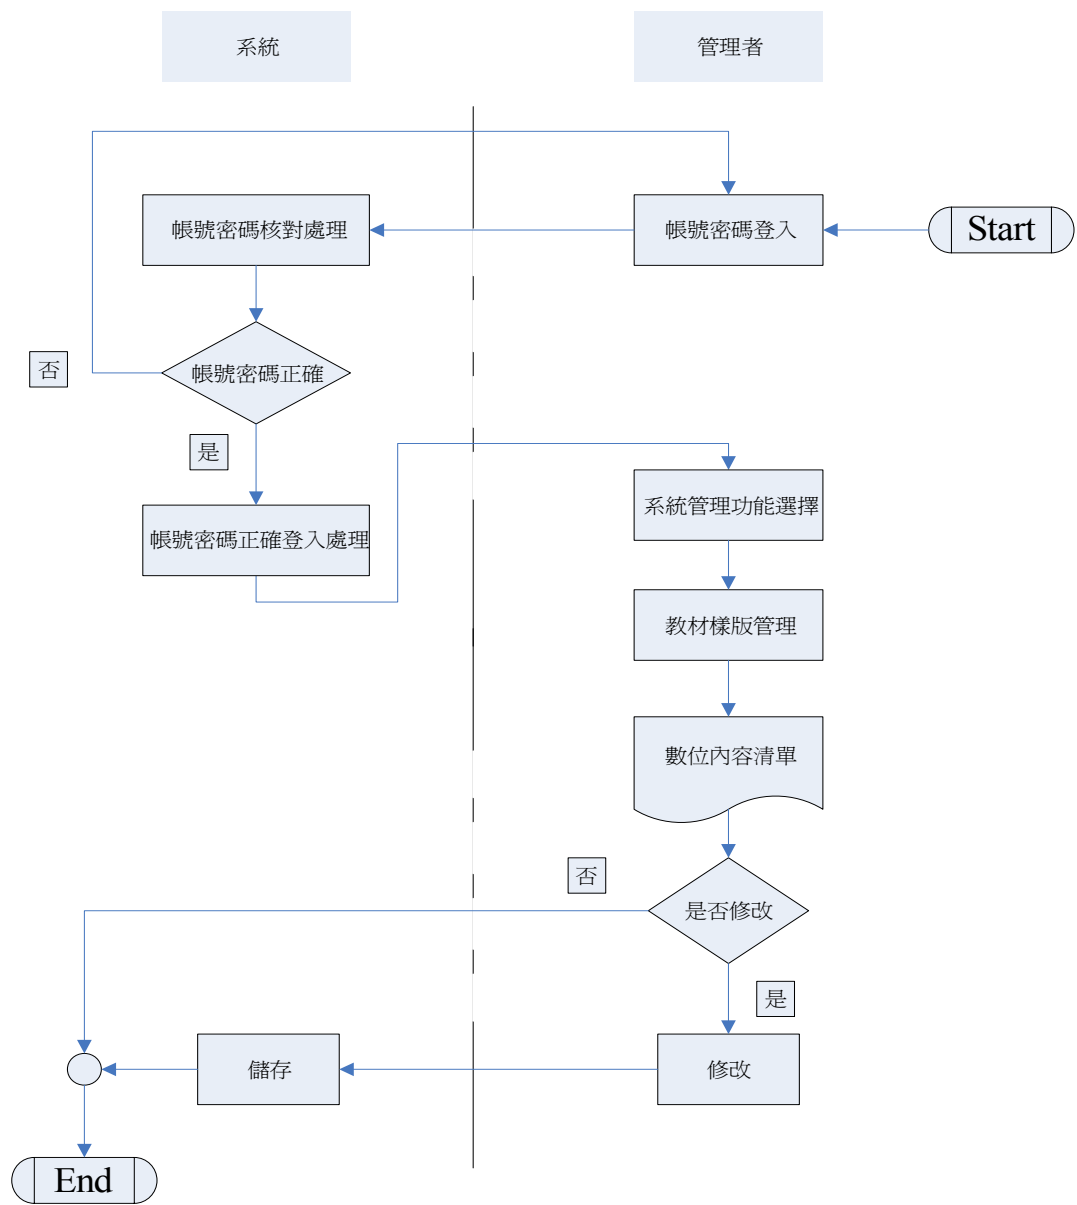 系統
管理者
帳號密碼核對處理
帳號密碼登入
Start
否
帳號密碼正確
是
系統管理功能選擇
帳號密碼正確登入處理
教材樣版管理
數位內容清單
否
是否修改
是
儲存
修改
End